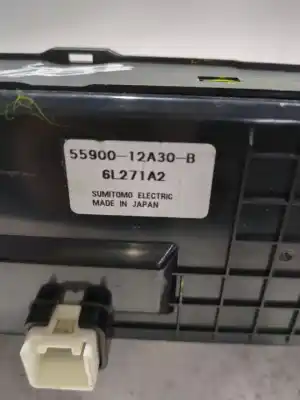 55900-12A30-B
6L271A2
SUMITOMO ELECTRIC
MADE IN JAPAN